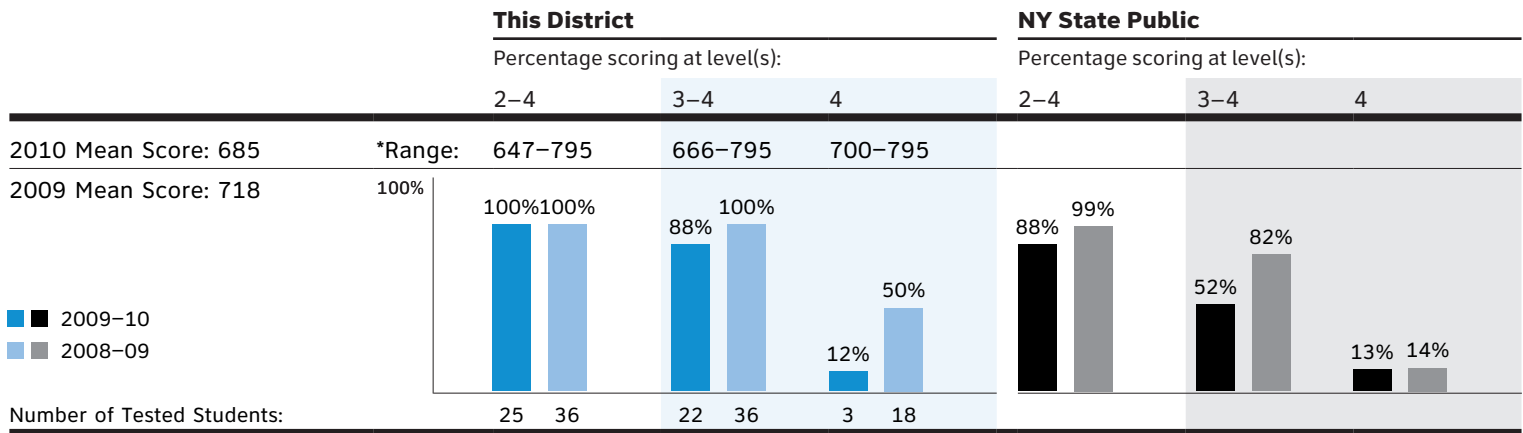 This District NY State Public
Percentage scoring at level(s): Percentage scoring at level(s):
2–4 3–4 4 2–4 3–4 4
2010 Mean Score: 685 *Range: 647–795 666–795 700–795
2009 Mean Score: 718 100%
100% 100% 88% 100% 12% 50% 88% 99% 52% 82% 13% 14%
2009–10
2008–09
Number of Tested Students: 25 36 22 36 3 18